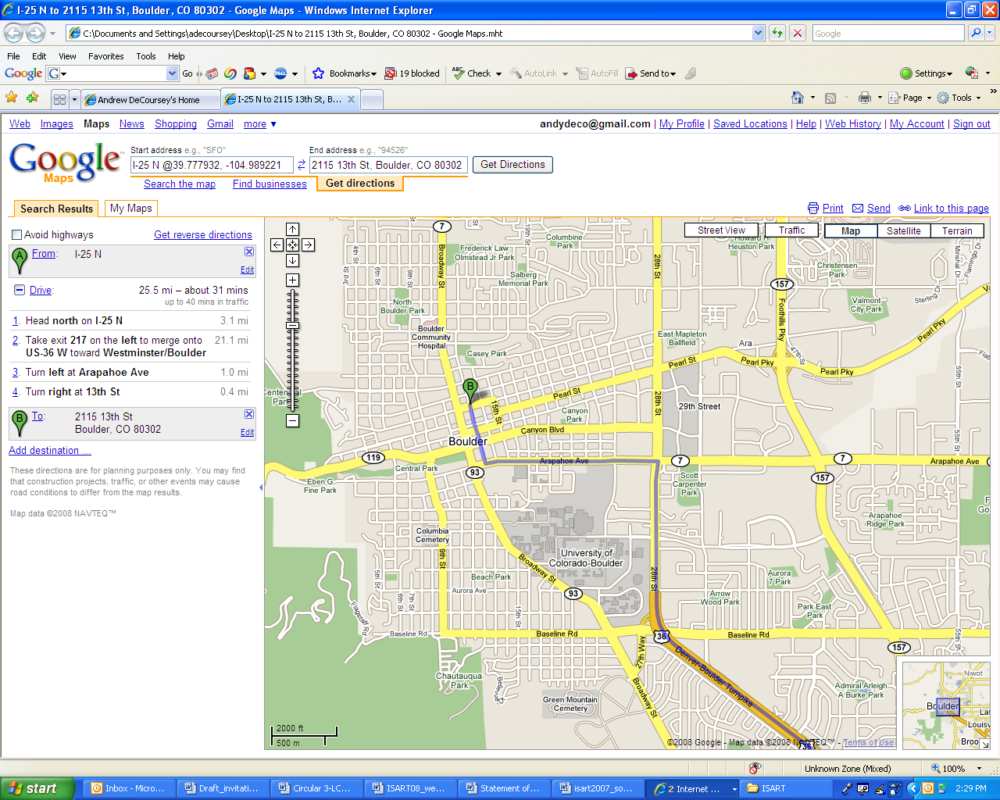 I-25 N to 2115 13th St, Boulder, CO 80302 - Google Maps - Windows Internet Explorer
C:\Documents and Settings\adecoursey\Desktop\I-25 N to 2115 13th St, Boulder, CO 80302 - Google Maps.mht
Google
File Edit View Favorites Tools Help
Google G Go Bookmarks 19 blocked ABC Check AutoLink AutoFill Send to Settings
Andrew DeCoursey's Home
I-25 N to 2115 13th St, B...
Page Tools
Web Images Maps News Shopping Gmail more ▼
andydeco@gmail.com | My Profile | Saved Locations | Help | Web History | My Account | Sign out
Google Maps
Start address e.g., "SFO"
End address e.g., "94526"
I-25 N @39.777932, -104.989221
2115 13th St, Boulder, CO 80302
Get Directions
Search the map Find businesses Get directions
Search Results My Maps
Print Send Link to this page
Avoid highways Get reverse directions
A From: I-25 N
Edit
Drive: 25.5 mi – about 31 mins
up to 40 mins in traffic
1. Head north on I-25 N 3.1 mi
2. Take exit 217 on the left to merge onto 21.1 mi
US-36 W toward Westminster/Boulder
3. Turn left at Arapahoe Ave 1.0 mi
4. Turn right at 13th St 0.4 mi
B To: 2115 13th St
Boulder, CO 80302
Edit
Add destination ...
These directions are for planning purposes only. You may find
that construction projects, traffic, or other events may cause
road conditions to differ from the map results.
Map data ©2008 NAVTEQ™
Street View Traffic Map Satellite Terrain
7
Broadway St
4th St
3rd St
6th St
9th St
19th St
28th St
Frederick Law
Olmstead Jr Park
Columbine
Park
Howard H
Heuston Park
Salberg
Memorial Park
Christensen
Park
157
Minshal Dr
Flamingo Dr
Sterling Dr
Valmont
City Park
Foothills Pky
North
Boulder Park
Boulder
Community
Hospital
Casey Park
East Mapleton
Ballfield
Ara
47th St
Pearl St
Pearl Pky
Pearl Pky
Pearl Pky
55th St
B
15th St
Pearl St
Canyon
Park
28th St
29th Street
Canyon Blvd
Boulder
119
Central Park
93
Arapahoe Ave
7
7
Arapahoe Ave
Eben G
Fine Park
Scott
Carpenter
Park
157
Arapahoe
Ridge Park
Columbia
Cemetery
9th St
University of
Colorado-Boulder
Broadway St
28th St
5th St
6th St
7th St
15th St
Beach Park
Aurora Ave
93
Aurora
7 Park
Arrow
Wood Park
Park East
Park
Flagstaff Rd
Baseline Rd
Baseline Rd
36
Baseline Rd
27th Way
157
55th St
Denver-Boulder Turnpike
Chautauqua
Park
Green Mountain
Cemetery
Broadway St
Admiral Arleigh
A Burke Park
2000 ft
500 m
36
©2008 Google - Map data ©2008 NAVTEQ™ - Terms of Use
Niwot
Boulder
Unknown Zone (Mixed)
100%
start
Inbox - Micro...
Draft_invitati...
Circular 3-LC...
ISART08_we...
Statement of...
isart2007_so...
2 Internet ...
ISART
2:29 PM